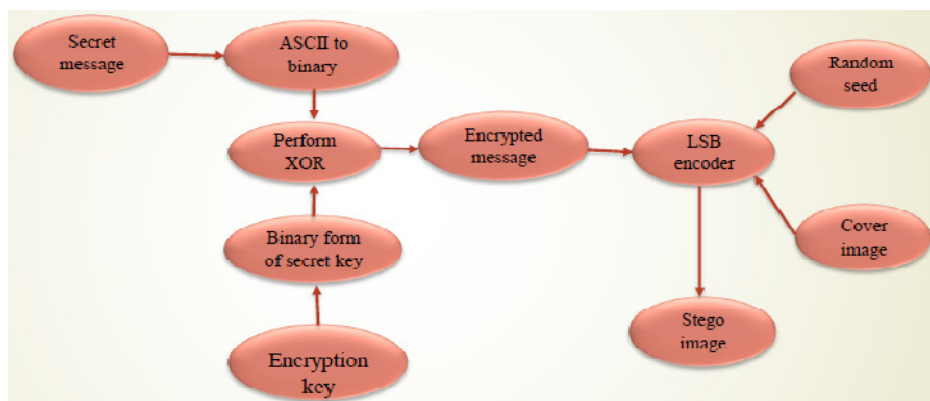 Secret
message
ASCII to
binary
Random
seed
Perform
XOR
Encrypted
message
LSB
encoder
Binary form
of secret key
Cover
image
Stego
image
Encryption
key